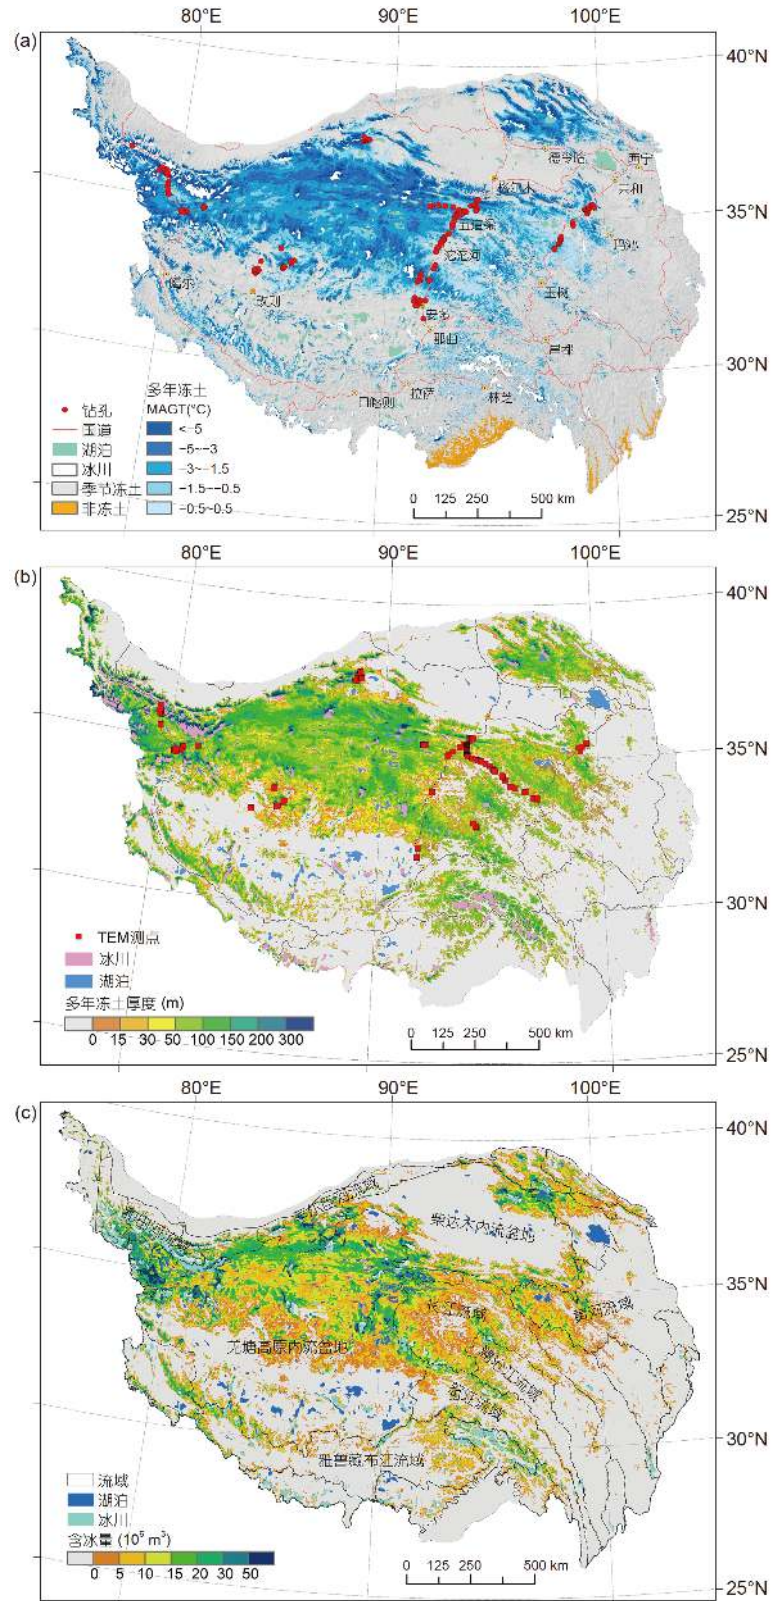 80°E 90°E 100°E
(a)
40°N
德令哈
西宁
格尔木
共和
35°N
五道梁
玛沁
沱沱河
噶尔
改则
玉树
安多
那曲
昌都
30°N
拉萨
日喀则
林芝
钻孔
国道
湖泊
冰川
季节冻土
非冻土
多年冻土
MAGT(°C)
<-5
-5~-3
-3~-1.5
-1.5~-0.5
-0.5~0.5
0 125 250 500 km
25°N
80°E 90°E 100°E
(b)
40°N
35°N
30°N
TEM测点
冰川
湖泊
多年冻土厚度 (m)
0 15 30 50 100 150 200 300
0 125 250 500 km
25°N
80°E 90°E 100°E
(c)
40°N
柴达木内流盆地
35°N
长江流域
黄河流域
羌塘高原内流盆地
澜沧江流域
怒江流域
30°N
雅鲁藏布江流域
流域
湖泊
冰川
含冰量 (10⁶ m³)
0 5 10 15 20 30 50
0 125 250 500 km
25°N